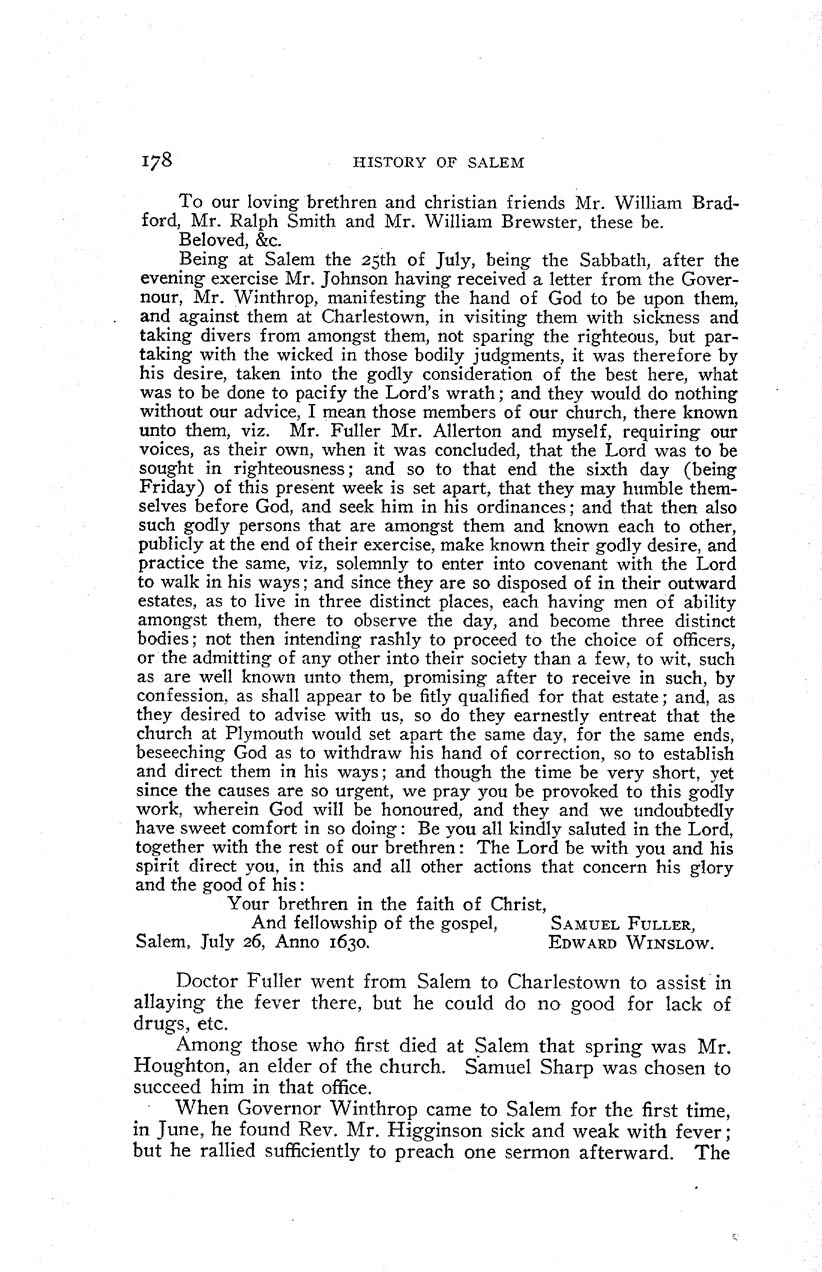 178 HISTORY OF SALEM
To our loving brethren and christian friends Mr. William Brad-
ford, Mr. Ralph Smith and Mr. William Brewster, these be.
Beloved, &c.
Being at Salem the 25th of July, being the Sabbath, after the
evening exercise Mr. Johnson having received a letter from the Gover-
nour, Mr. Winthrop, manifesting the hand of God to be upon them,
and against them at Charlestown, in visiting them with sickness and
taking divers from amongst them, not sparing the righteous, but par-
taking with the wicked in those bodily judgments, it was therefore by
his desire, taken into the godly consideration of the best here, what
was to be done to pacify the Lord's wrath; and they would do nothing
without our advice, I mean those members of our church, there known
unto them, viz. Mr. Fuller Mr. Allerton and myself, requiring our
voices, as their own, when it was concluded, that the Lord was to be
sought in righteousness; and so to that end the sixth day (being
Friday) of this present week is set apart, that they may humble them-
selves before God, and seek him in his ordinances; and that then also
such godly persons that are amongst them and known each to other,
publicly at the end of their exercise, make known their godly desire, and
practice the same, viz, solemnly to enter into covenant with the Lord
to walk in his ways; and since they are so disposed of in their outward
estates, as to live in three distinct places, each having men of ability
amongst them, there to observe the day, and become three distinct
bodies; not then intending rashly to proceed to the choice of officers,
or the admitting of any other into their society than a few, to wit, such
as are well known unto them, promising after to receive in such, by
confession, as shall appear to be fitly qualified for that estate; and, as
they desired to advise with us, so do they earnestly entreat that the
church at Plymouth would set apart the same day, for the same ends,
beseeching God as to withdraw his hand of correction, so to establish
and direct them in his ways; and though the time be very short, yet
since the causes are so urgent, we pray you be provoked to this godly
work, wherein God will be honoured, and they and we undoubtedly
have sweet comfort in so doing: Be you all kindly saluted in the Lord,
together with the rest of our brethren: The Lord be with you and his
spirit direct you, in this and all other actions that concern his glory
and the good of his:
Your brethren in the faith of Christ,
And fellowship of the gospel, SAMUEL FULLER,
Salem, July 26, Anno 1630. EDWARD WINSLOW.
Doctor Fuller went from Salem to Charlestown to assist in
allaying the fever there, but he could do no good for lack of
drugs, etc.
Among those who first died at Salem that spring was Mr.
Houghton, an elder of the church. Samuel Sharp was chosen to
succeed him in that office.
When Governor Winthrop came to Salem for the first time,
in June, he found Rev. Mr. Higginson sick and weak with fever;
but he rallied sufficiently to preach one sermon afterward. The